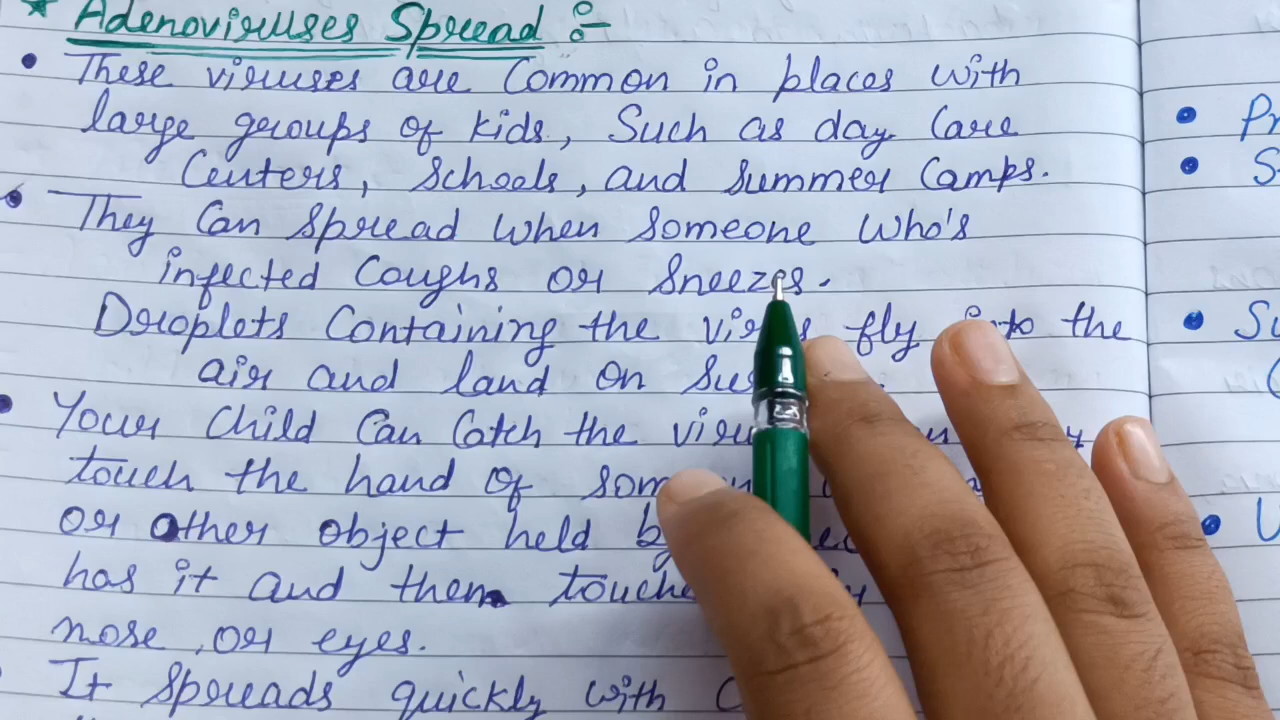 * Adenoviruses Spread :-
• These viruses are Common in places with
large groups of kids, Such as day Care
Centers, Schools, and Summer Camps.
• They Can Spread When Someone Who's
infected Coughs or Sneezes.
Droplets Containing the virus fly into the
air and land on
• Your Child Can Catch the
touch the hand of
or other object held
has it and then
nose, or eyes.
It Spreads quickly with
• Pr
• S
• Su
(
• U